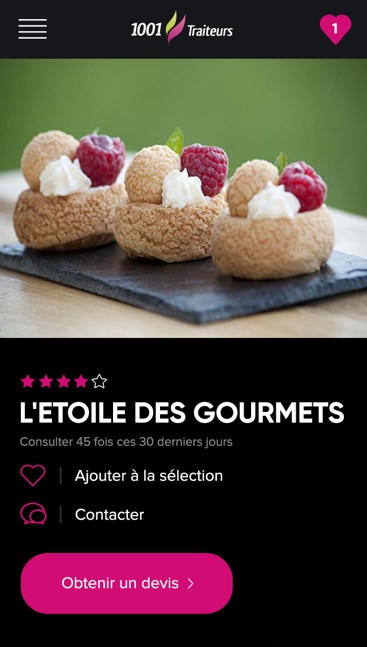 1001 Traiteurs
1
L'ETOILE DES GOURMETS
Consulter 45 fois ces 30 derniers jours
Ajouter à la sélection
Contacter
Obtenir un devis >